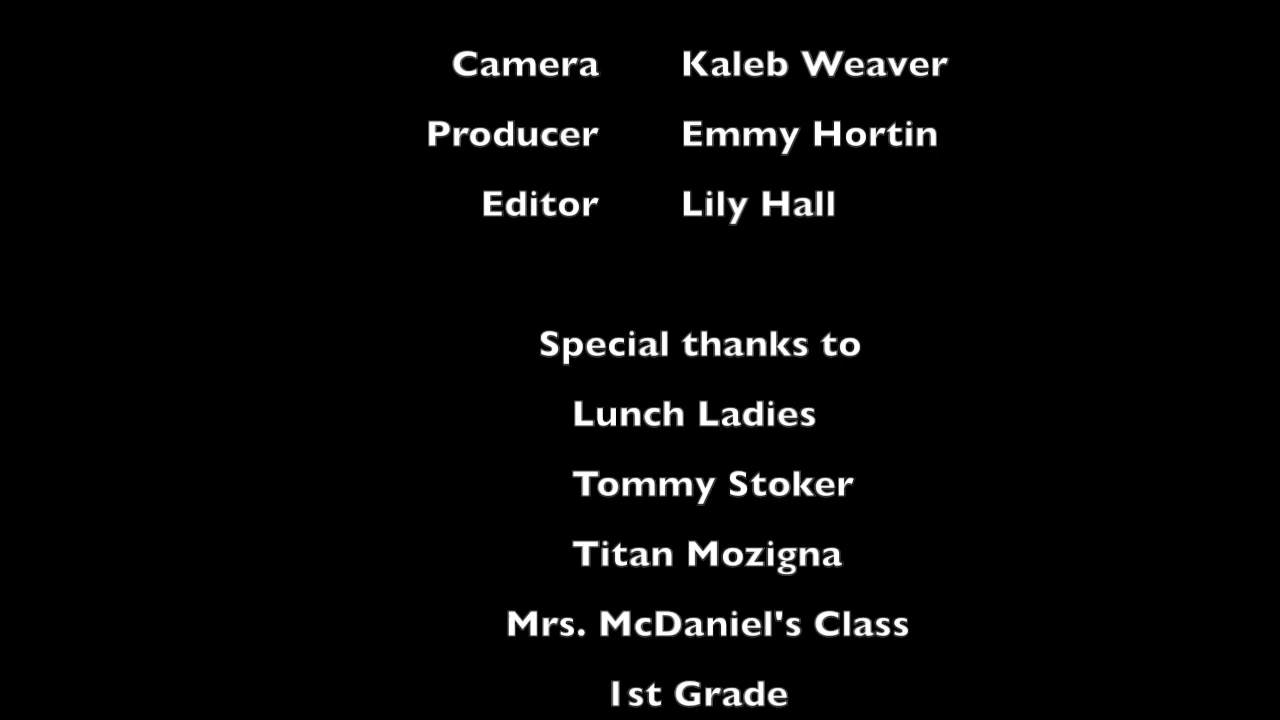 Camera Kaleb Weaver
Producer Emmy Hortin
Editor Lily Hall
Special thanks to
Lunch Ladies
Tommy Stoker
Titan Mozigna
Mrs. McDaniel's Class
1st Grade